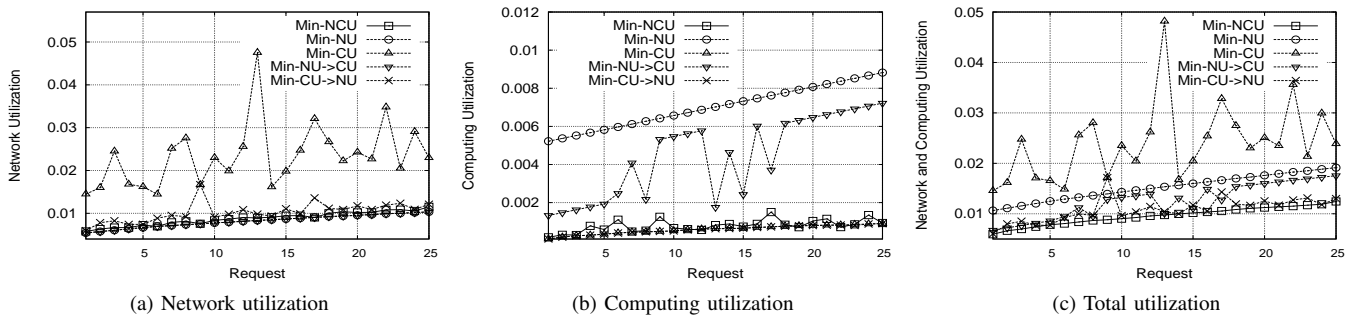 Network Utilization
0.05
0.04
0.03
0.02
0.01
1
5
10
15
20
25
Request
Min-NCU
Min-NU
Min-CU
Min-NU->CU
Min-CU->NU
(a) Network utilization
Computing Utilization
0.012
0.01
0.008
0.006
0.004
0.002
1
5
10
15
20
25
Request
Min-NCU
Min-NU
Min-CU
Min-NU->CU
Min-CU->NU
(b) Computing utilization
Network and Computing Utilization
0.05
0.04
0.03
0.02
0.01
1
5
10
15
20
25
Request
Min-NCU
Min-NU
Min-CU
Min-NU->CU
Min-CU->NU
(c) Total utilization